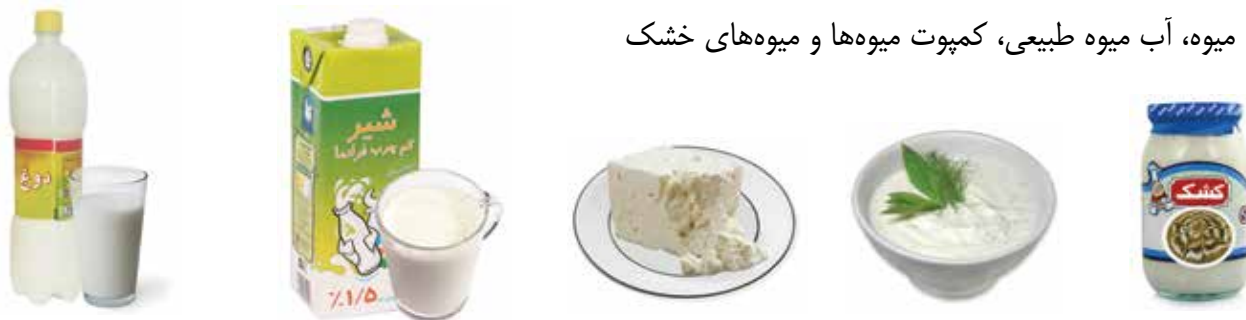 میوه، آب میوه طبیعی، کمپوت میوه‌ها و میوه‌های خشک
دوغ
شیر
کم چرب فرادما
٪۱/۵
کشک